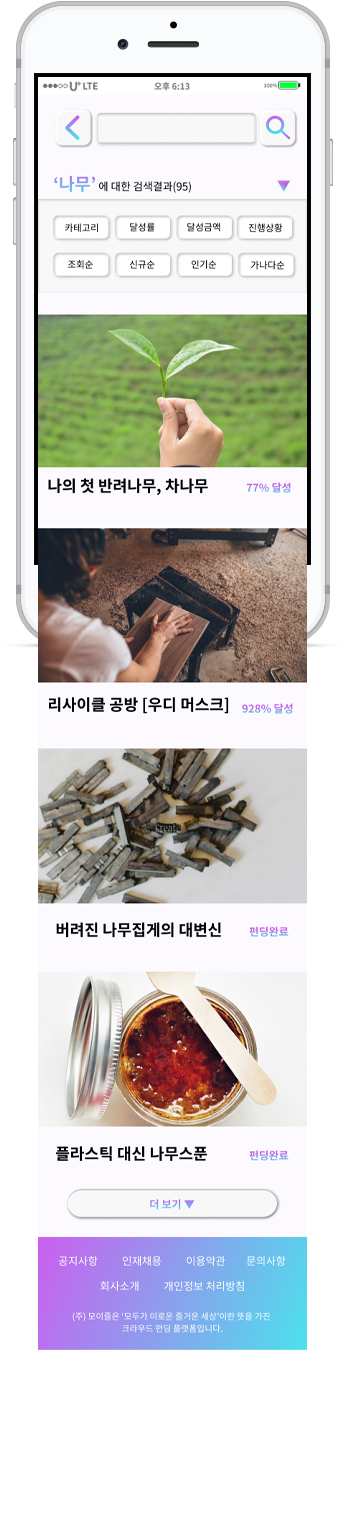 U+ LTE 오후 6:13 100%
‘나무’ 에 대한 검색결과(95)
카테고리 달성률 달성금액 진행상황
조회순 신규순 인기순 가나다순
나의 첫 반려나무, 차나무 77% 달성
리사이클 공방 [우디 머스크] 928% 달성
버려진 나무집게의 대변신 펀딩완료
플라스틱 대신 나무스푼 펀딩완료
더 보기 ▼
공지사항 인재채용 이용약관 문의사항
회사소개 개인정보 처리방침
(주) 모이즐은 ‘모두가 이로운 즐거운 세상’이란 뜻을 가진
크라우드 펀딩 플랫폼입니다.